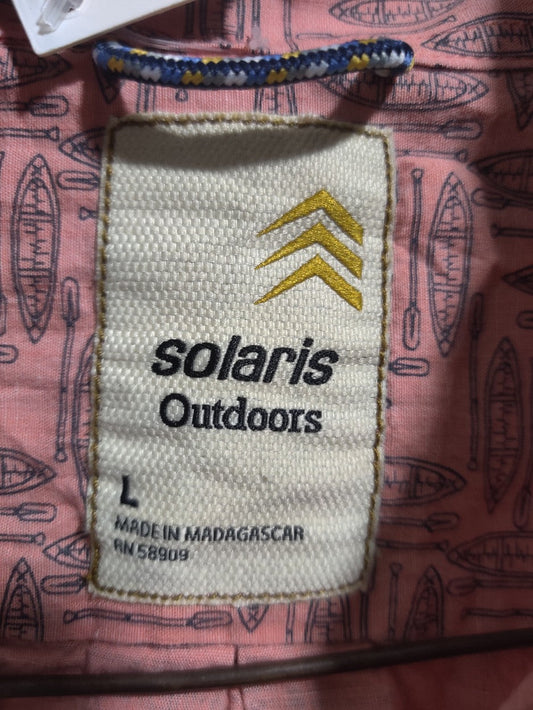 solaris
Outdoors
L
MADE IN MADAGASCAR
RN 58909